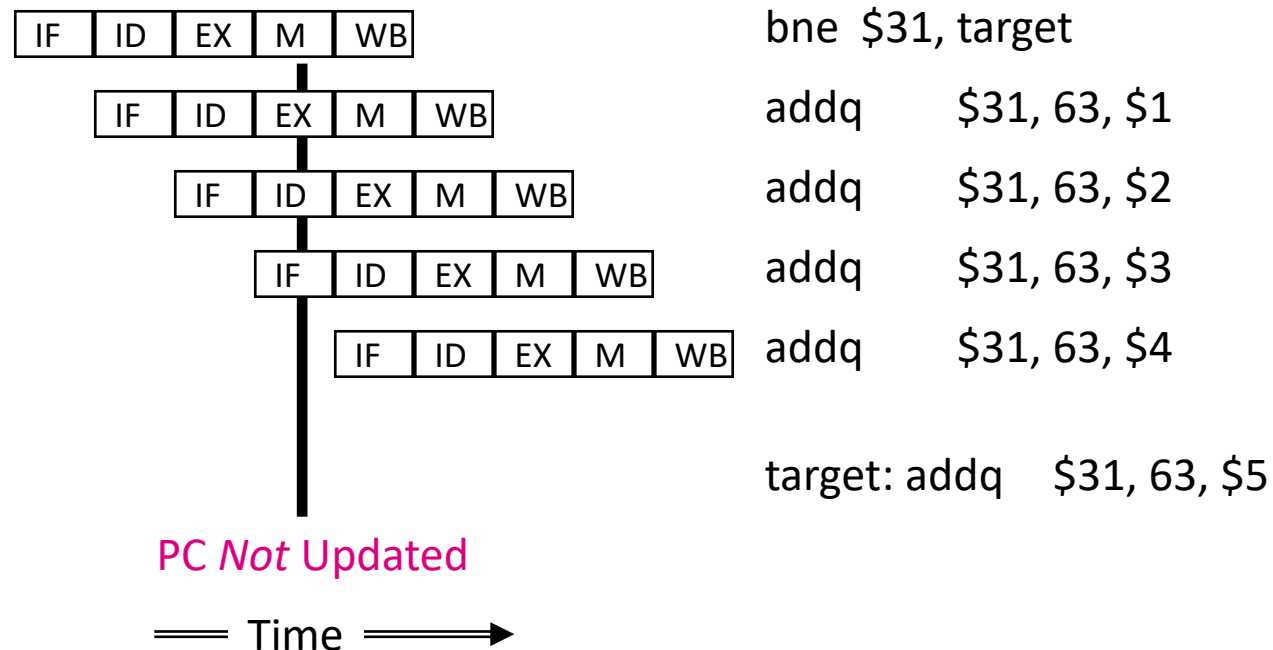 IF ID EX M WB bne $31, target
IF ID EX M WB addq $31, 63, $1
IF ID EX M WB addq $31, 63, $2
IF ID EX M WB addq $31, 63, $3
IF ID EX M WB addq $31, 63, $4
target: addq $31, 63, $5
PC Not Updated
Time